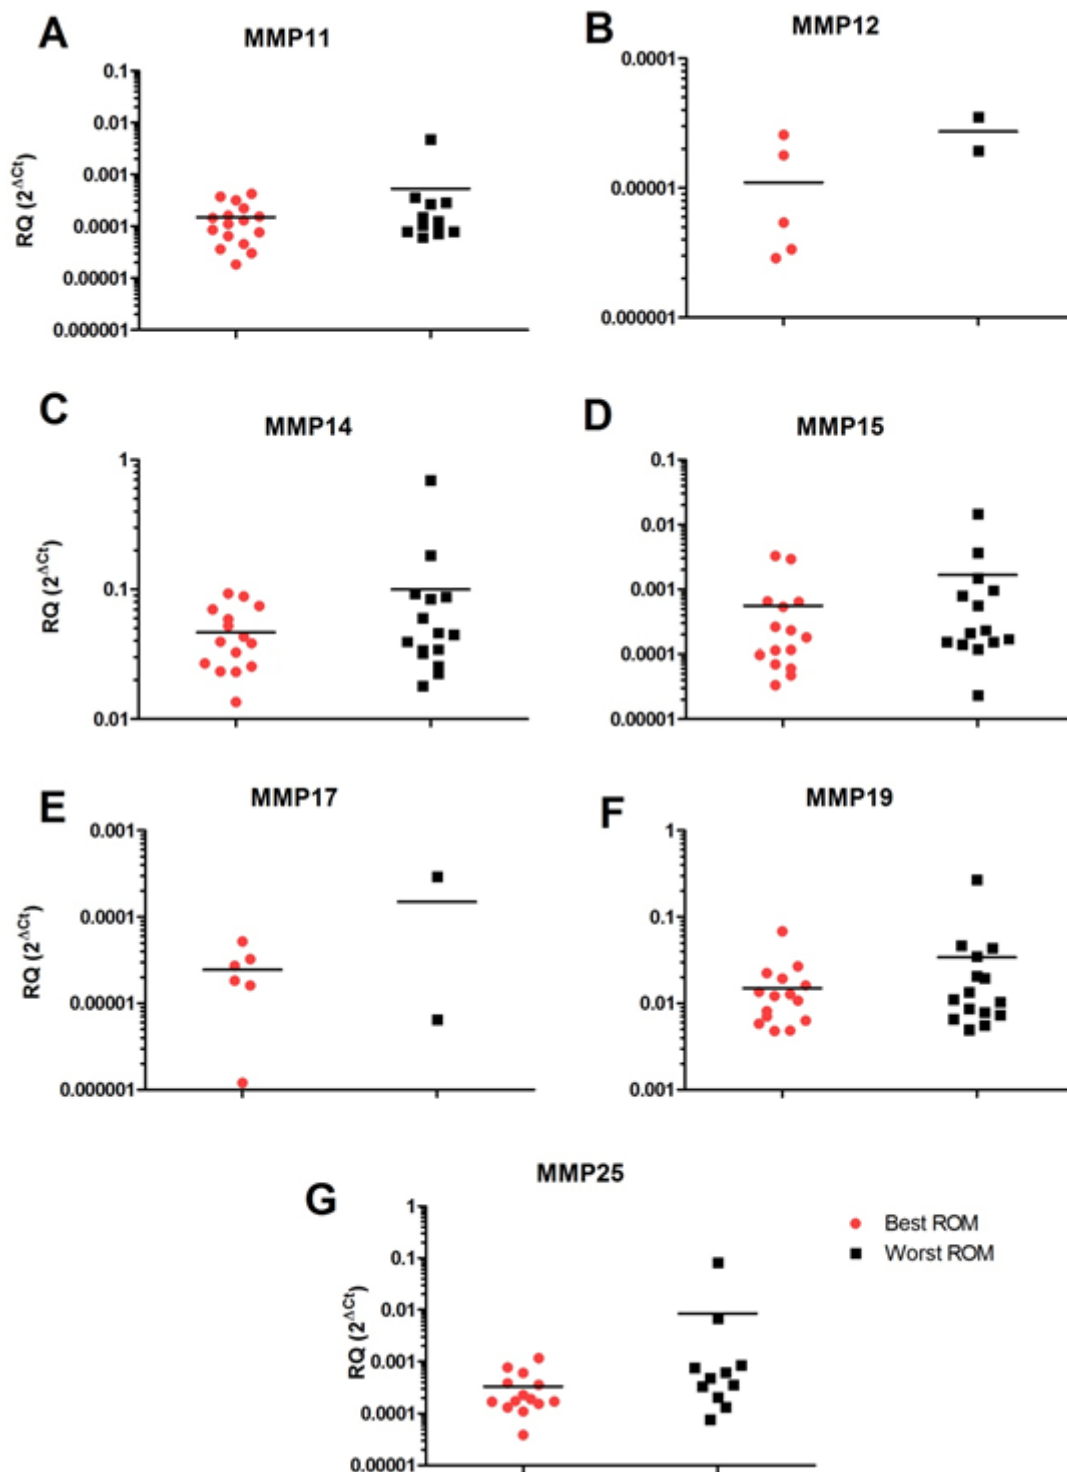 A
MMP11
RQ (2^ΔCt)
0.1
0.01
0.001
0.0001
0.00001
0.000001
B
MMP12
0.0001
0.00001
0.000001
C
MMP14
RQ (2^ΔCt)
1
0.1
0.01
D
MMP15
0.1
0.01
0.001
0.0001
0.00001
E
MMP17
RQ (2^ΔCt)
0.001
0.0001
0.00001
0.000001
F
MMP19
1
0.1
0.01
0.001
G
MMP25
RQ (2^ΔCt)
1
0.1
0.01
0.001
0.0001
0.00001
Best ROM
Worst ROM